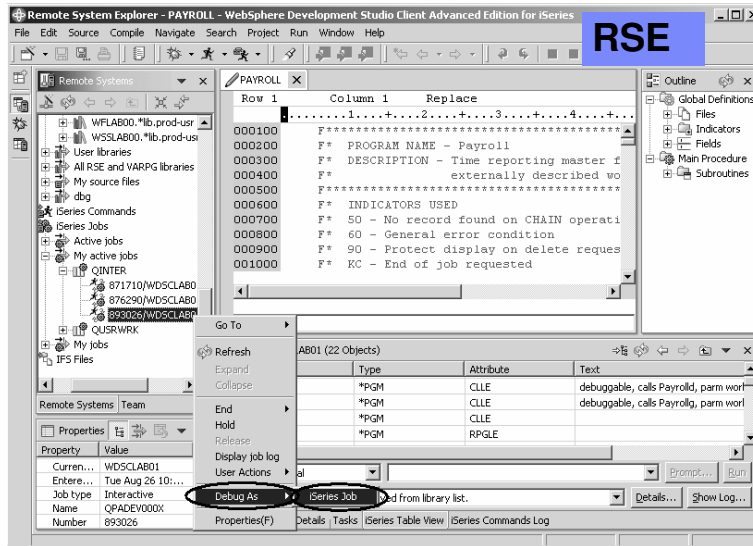 Remote System Explorer - PAYROLL - WebSphere Development Studio Client Advanced Edition for iSeries
File Edit Source Compile Navigate Search Project Run Window Help
RSE
Remote Systems
WFLAB00.*lib.prod-usr
WSSLAB00.*lib.prod-usr
User libraries
All RSE and VARPG libraries
My source files
dbg
iSeries Commands
iSeries Jobs
Active jobs
My active jobs
QINTER
871710/WDSCLAB0
876290/WDSCLAB0
893026/WDSCLAB0
QUSRWRK
My jobs
IFS Files
Remote Systems Team
PAYROLL
Row 1 Column 1 Replace
.........1....+....2....+....3....+....4....+...
000100 F*****************************************
000200 F* PROGRAM NAME - Payroll
000300 F* DESCRIPTION - Time reporting master f
000400 F* externally described wo
000500 F*****************************************
000600 F* INDICATORS USED
000700 F* 50 - No record found on CHAIN operati
000800 F* 60 - General error condition
000900 F* 90 - Protect display on delete reques
001000 F* KC - End of job requested
Outline
Global Definitions
Files
Indicators
Fields
Main Procedure
Subroutines
Properties
Property Value
Curren... WDSCLAB01
Entere... Tue Aug 26 10:...
Job type Interactive
Name QPADEV000X
Number 893026
Go To
Refresh
Expand
Collapse
End
Hold
Release
Display job log
User Actions
Debug As
Properties(F)
iSeries Job
AB01 (22 Objects)
Type Attribute Text
*PGM CLLE debuggable, calls Payrolld, parm worl
*PGM CLLE debuggable, calls Payrollg, parm worl
*PGM CLLE
*PGM RPGLE
al
Prompt... Run
ed from library list.
Details... Show Log...
Details Tasks iSeries Table View iSeries Commands Log